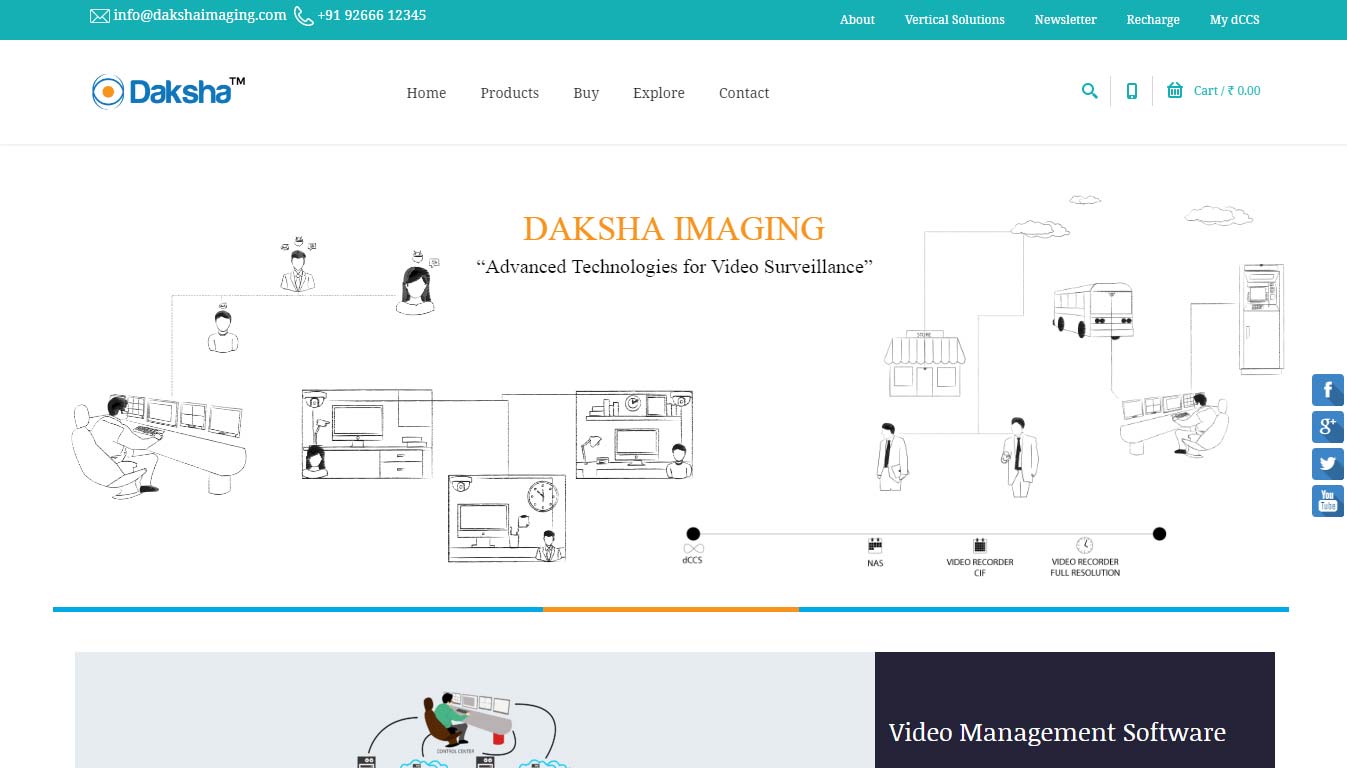 info@dakshaimaging.com +91 92666 12345
About Vertical Solutions Newsletter Recharge My dCCS
Daksha™
Home Products Buy Explore Contact
Cart / ₹ 0.00
DAKSHA IMAGING
“Advanced Technologies for Video Surveillance”
STORE
dCCS
NAS
VIDEO RECORDER
CIF
VIDEO RECORDER
FULL RESOLUTION
f
g+
You
Tube
CONTROL CENTER
Video Management Software